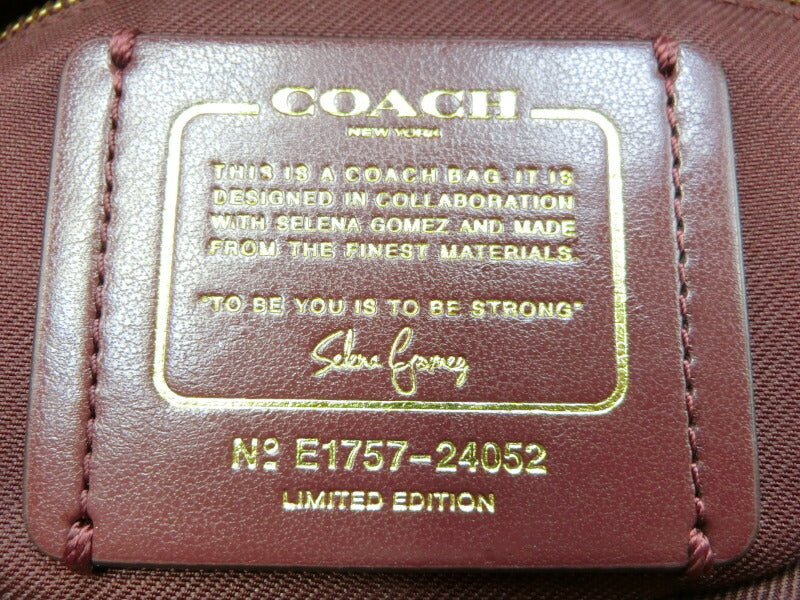 COACH
NEW YORK
THIS IS A COACH BAG. IT IS
DESIGNED IN COLLABORATION
WITH SELENA GOMEZ AND MADE
FROM THE FINEST MATERIALS.
"TO BE YOU IS TO BE STRONG"
Selena Gomez
Nº E1757-24052
LIMITED EDITION